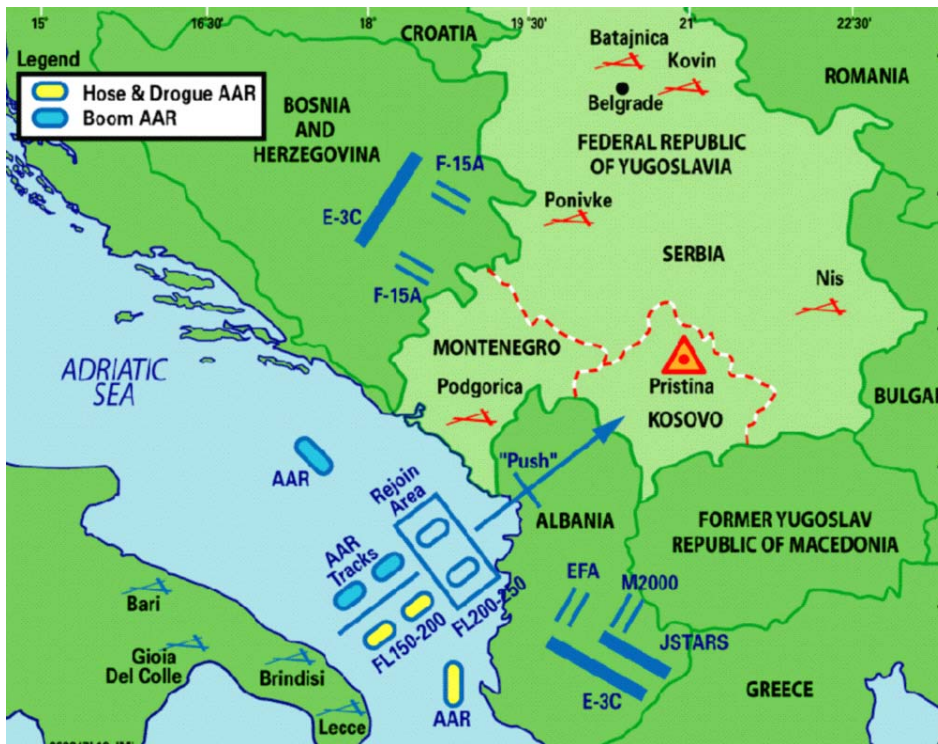 15'
16'30
18'
19'30
21
22'30
Legend
Hose & Drogue AAR
Boom AAR
CROATIA
Batajnica
Kovin
Belgrade
ROMANIA
BOSNIA
AND
HERZEGOVINA
FEDERAL REPUBLIC
OF YUGOSLAVIA
F-15A
E-3C
F-15A
Ponivke
SERBIA
Nis
ADRIATIC
SEA
MONTENEGRO
Podgorica
Pristina
KOSOVO
BULGAR
"Push"
AAR
Rejoin
Area
AAR
Tracks
ALBANIA
FORMER YUGOSLAV
REPUBLIC OF MACEDONIA
FL150-200
FL200-250
EFA
M2000
JSTARS
E-3C
AAR
Bari
Gioia
Del Colle
Brindisi
Lecce
GREECE